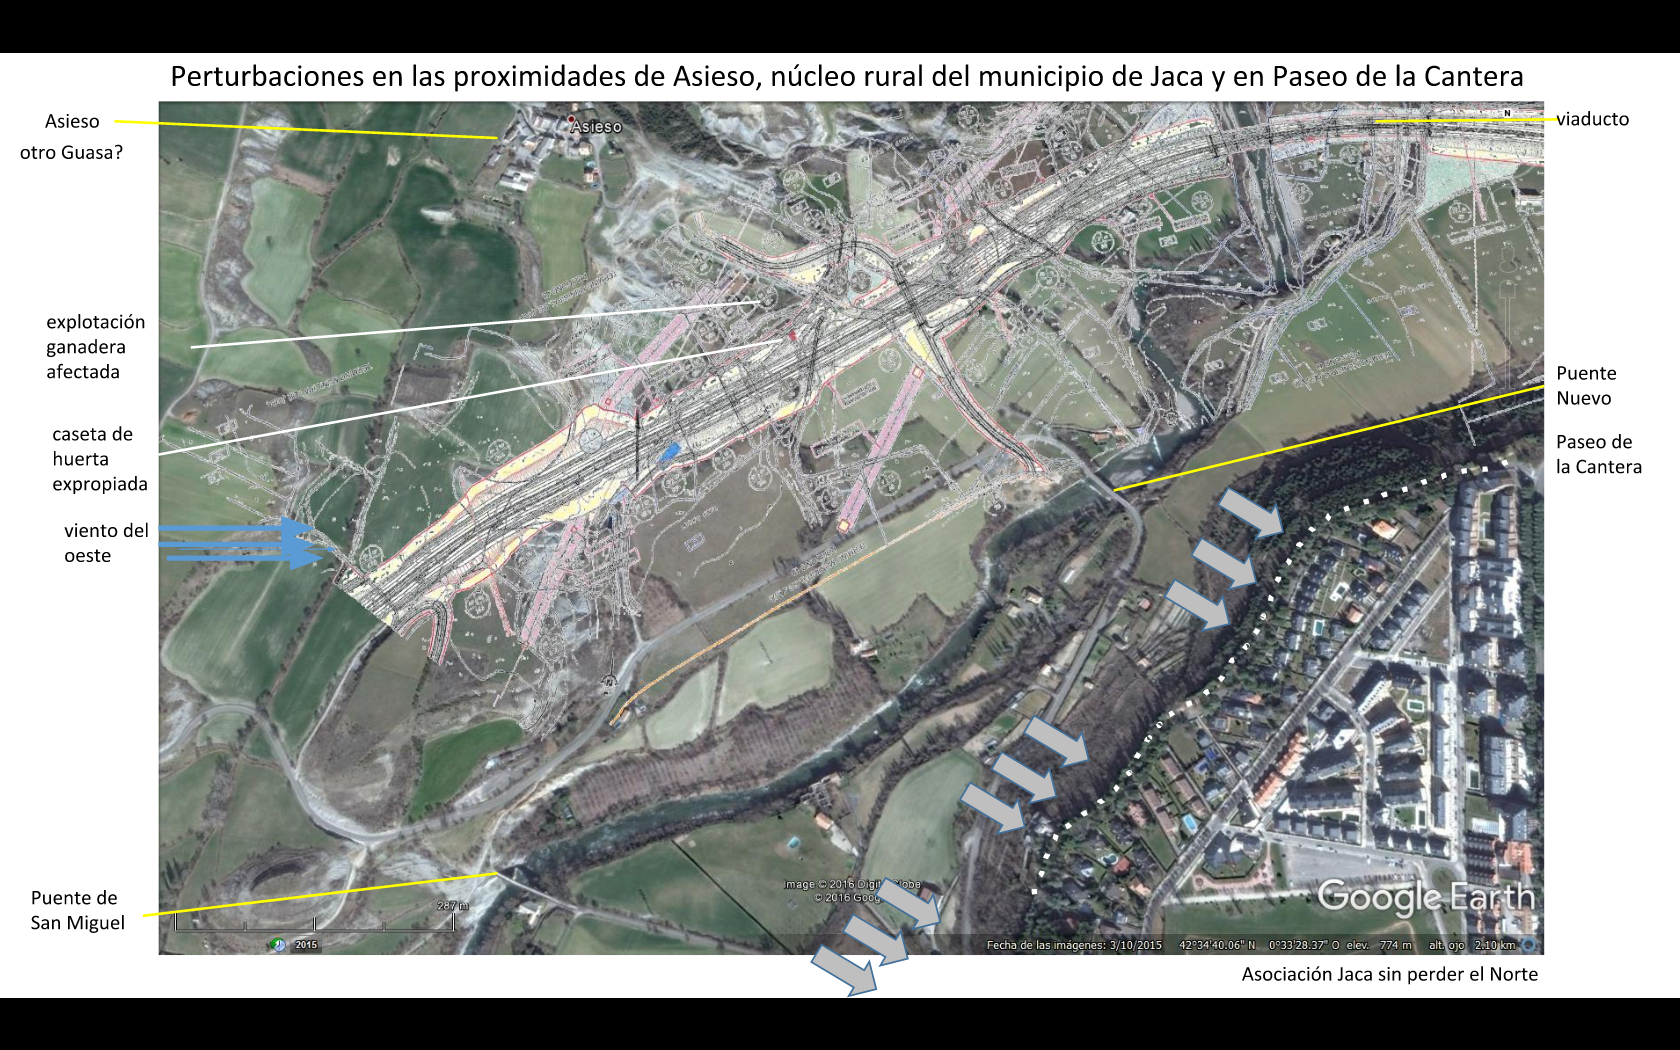 Perturbaciones en las proximidades de Asieso, núcleo rural del municipio de Jaca y en Paseo de la Cantera
Asieso
otro Guasa?
Asieso
N
viaducto
explotación
ganadera
afectada
caseta de
huerta
expropiada
viento del
oeste
Puente
Nuevo
Paseo de
la Cantera
Puente de
San Miguel
287 m
2015
Image © 2016 DigitalGlobe
© 2016 Goog
Google Earth
Fecha de las imágenes: 3/10/2015 42°34'40.06" N 0°33'28.37" O elev. 774 m alt. ojo 2.10 km
Asociación Jaca sin perder el Norte